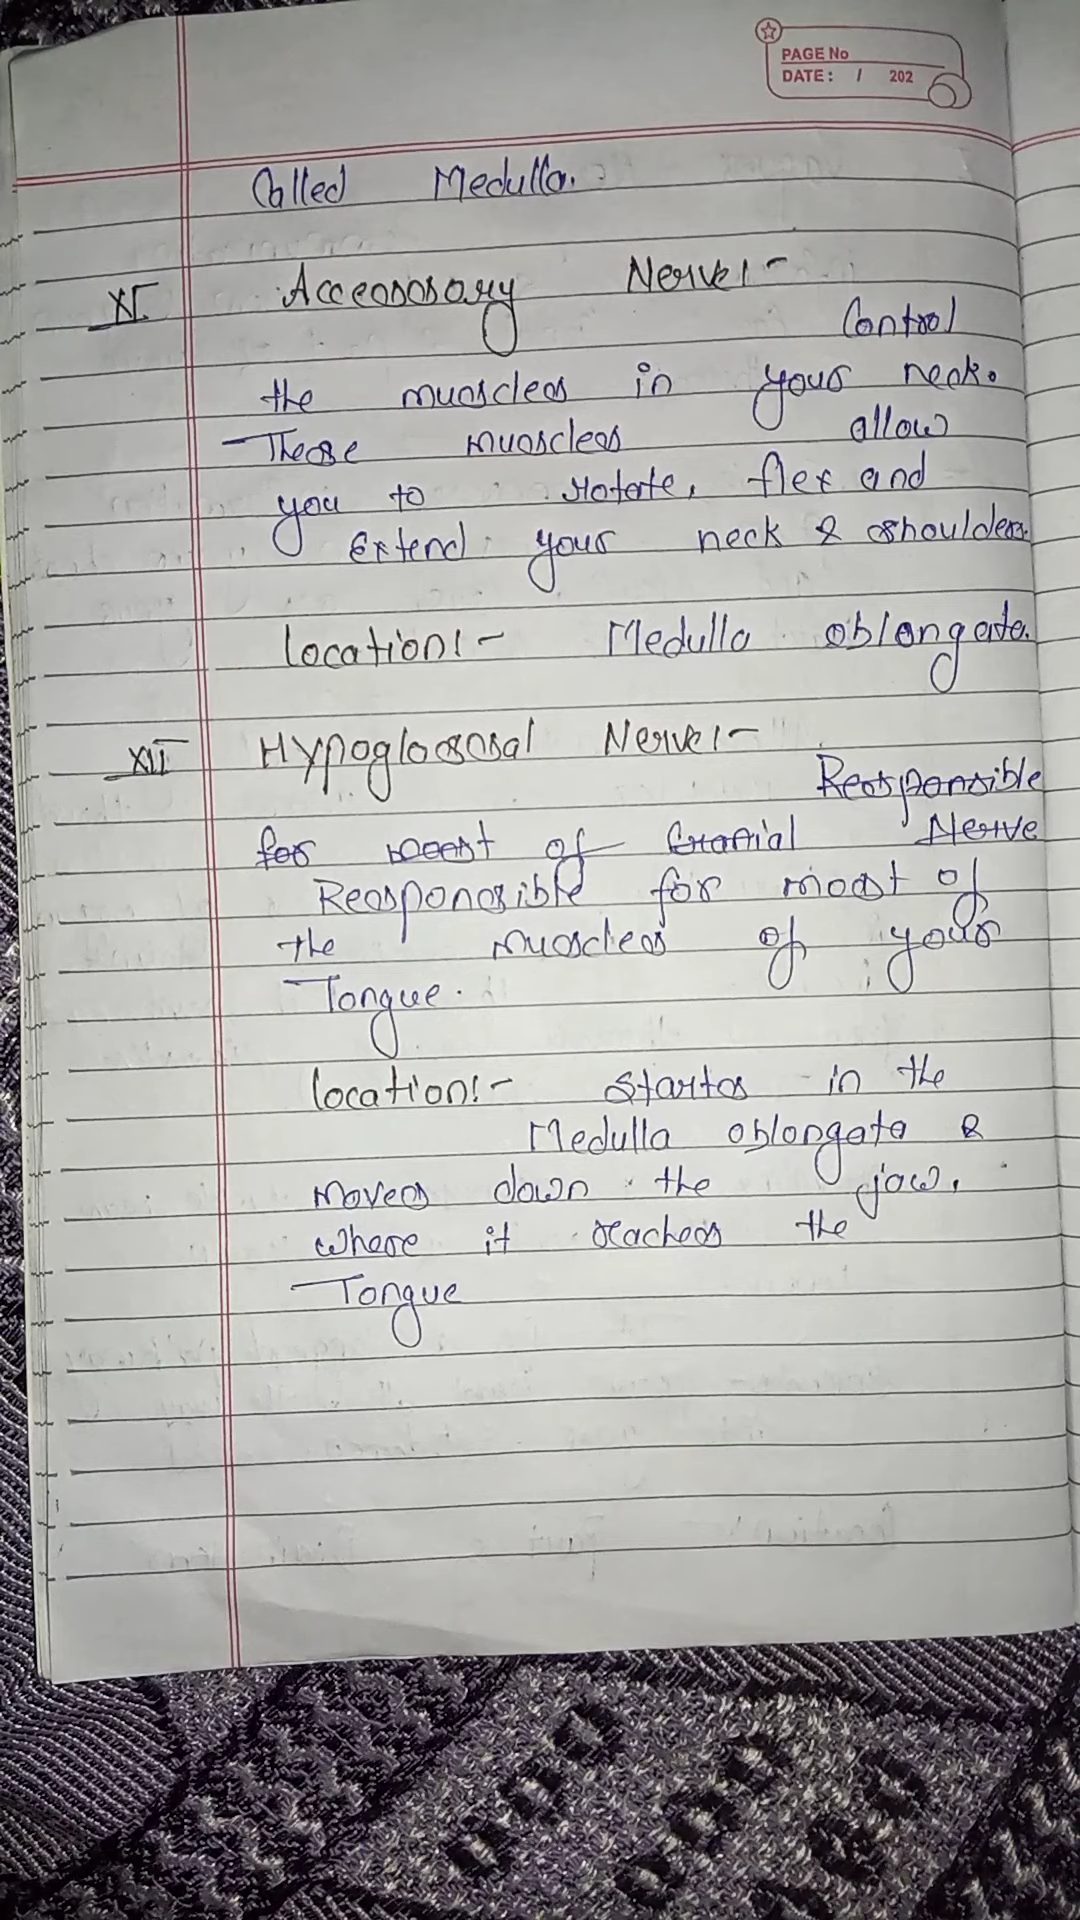 PAGE No
DATE: / 202
Called Medulla.
XI. Accessory Nerve:-
Control
the muscles in your neck.
These muscles allow
you to rotate, flex and
Extend your neck & shoulders.
location:- Medulla oblongata.
XII Hypoglossal Nerve:-
Responsible
for most of Cranial Nerve
Responsible for most of
the muscles of your
Tongue.
location:- Starts in the
Medulla oblongata &
moves down the jaw,
where it reaches the
Tongue